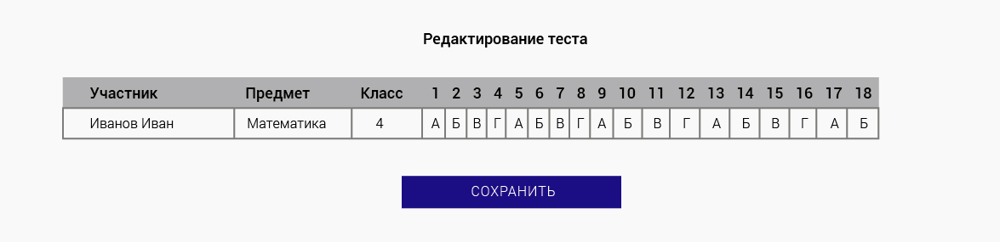 Редактирование теста
Участник Предмет Класс 1 2 3 4 5 6 7 8 9 10 11 12 13 14 15 16 17 18
Иванов Иван Математика 4 А Б В Г А Б В Г А Б В Г А Б В Г А Б
СОХРАНИТЬ